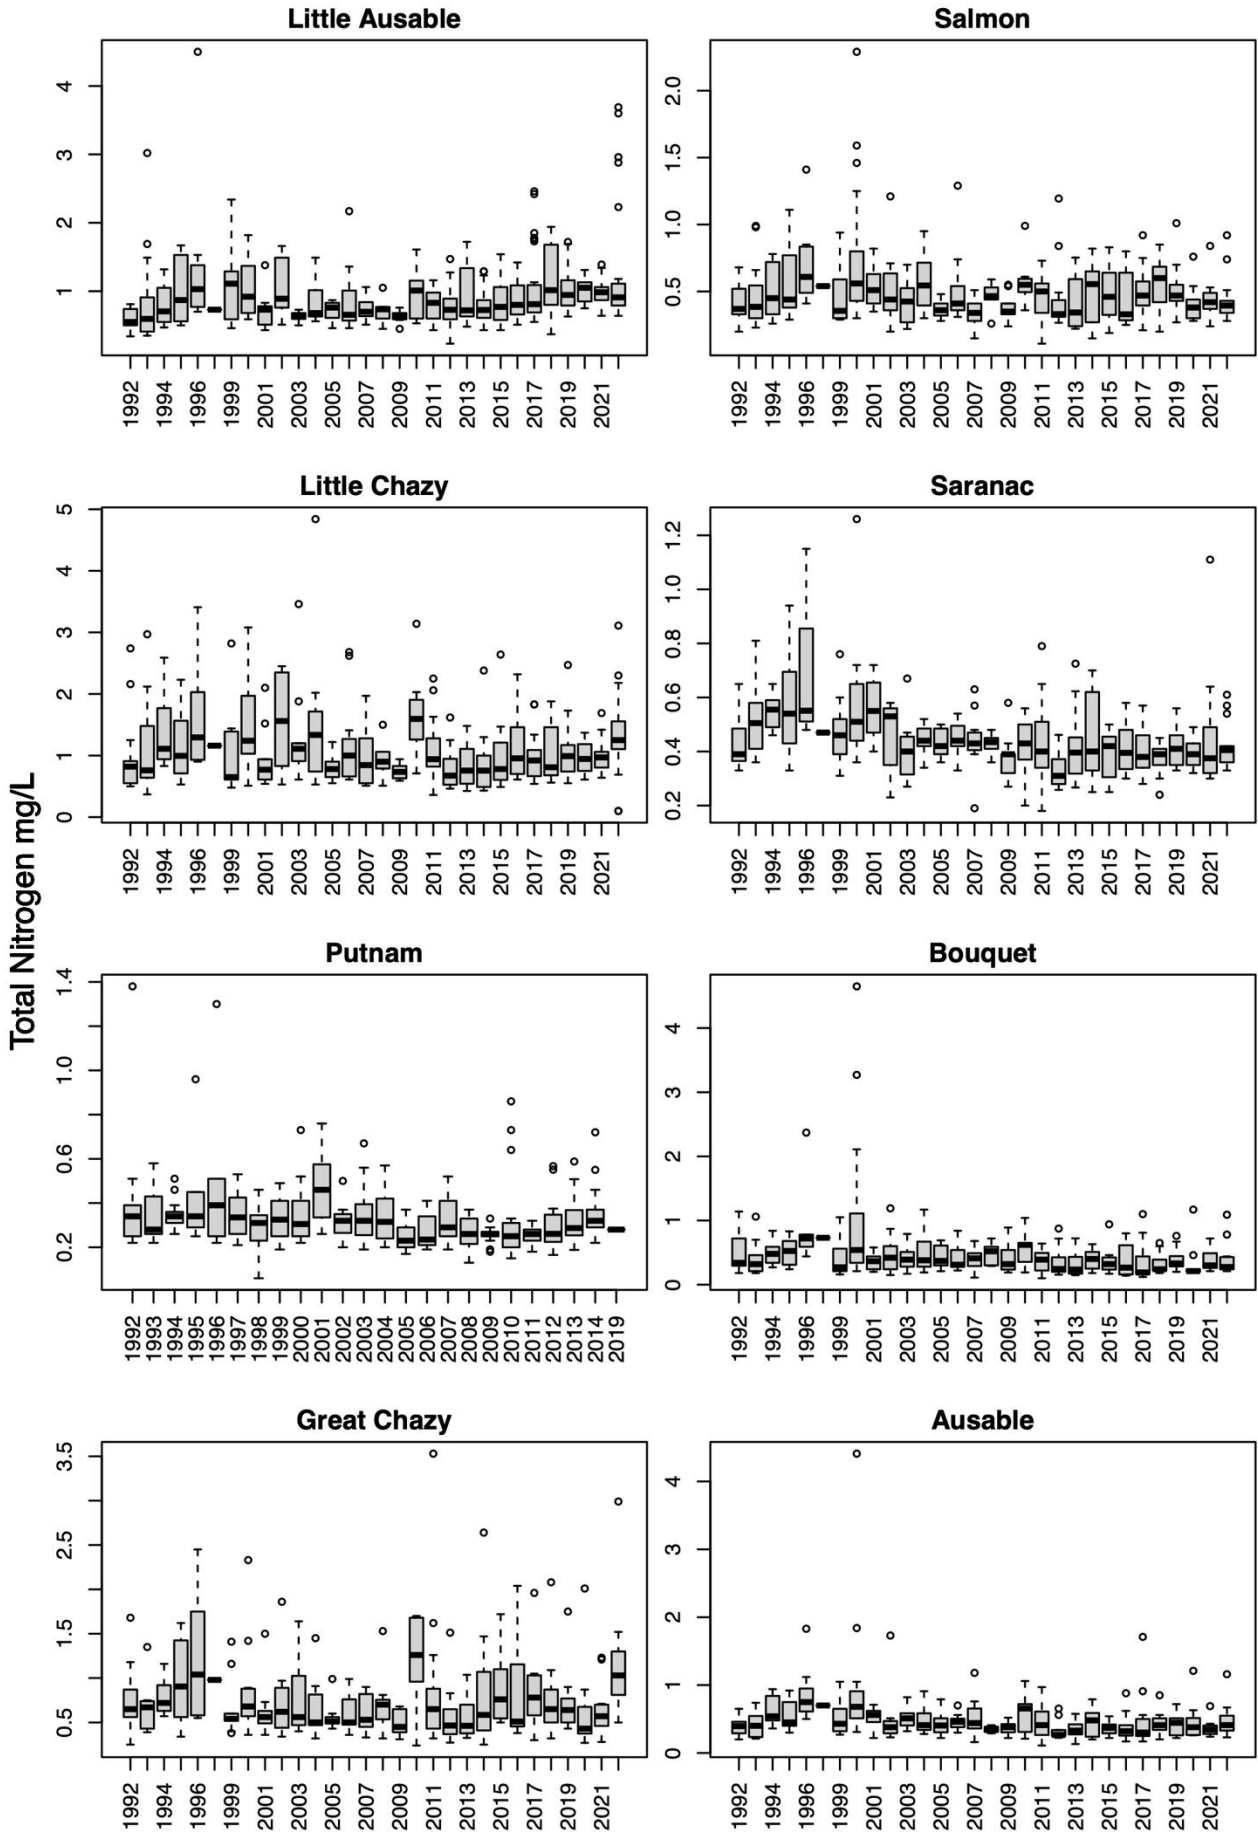 Total Nitrogen mg/L
Little Ausable
4
3
2
1
1992 1994 1996 1999 2001 2003 2005 2007 2009 2011 2013 2015 2017 2019 2021
Salmon
2.0
1.5
1.0
0.5
1992 1994 1996 1999 2001 2003 2005 2007 2009 2011 2013 2015 2017 2019 2021
Little Chazy
5
4
3
2
1
0
1992 1994 1996 1999 2001 2003 2005 2007 2009 2011 2013 2015 2017 2019 2021
Saranac
1.2
1.0
0.8
0.6
0.4
0.2
1992 1994 1996 1999 2001 2003 2005 2007 2009 2011 2013 2015 2017 2019 2021
Putnam
1.4
1.0
0.6
0.2
1992 1993 1994 1995 1996 1997 1998 1999 2000 2001 2002 2003 2004 2005 2006 2007 2008 2009 2010 2011 2012 2013 2014 2019
Bouquet
4
3
2
1
0
1992 1994 1996 1999 2001 2003 2005 2007 2009 2011 2013 2015 2017 2019 2021
Great Chazy
3.5
2.5
1.5
0.5
1992 1994 1996 1999 2001 2003 2005 2007 2009 2011 2013 2015 2017 2019 2021
Ausable
4
3
2
1
0
1992 1994 1996 1999 2001 2003 2005 2007 2009 2011 2013 2015 2017 2019 2021